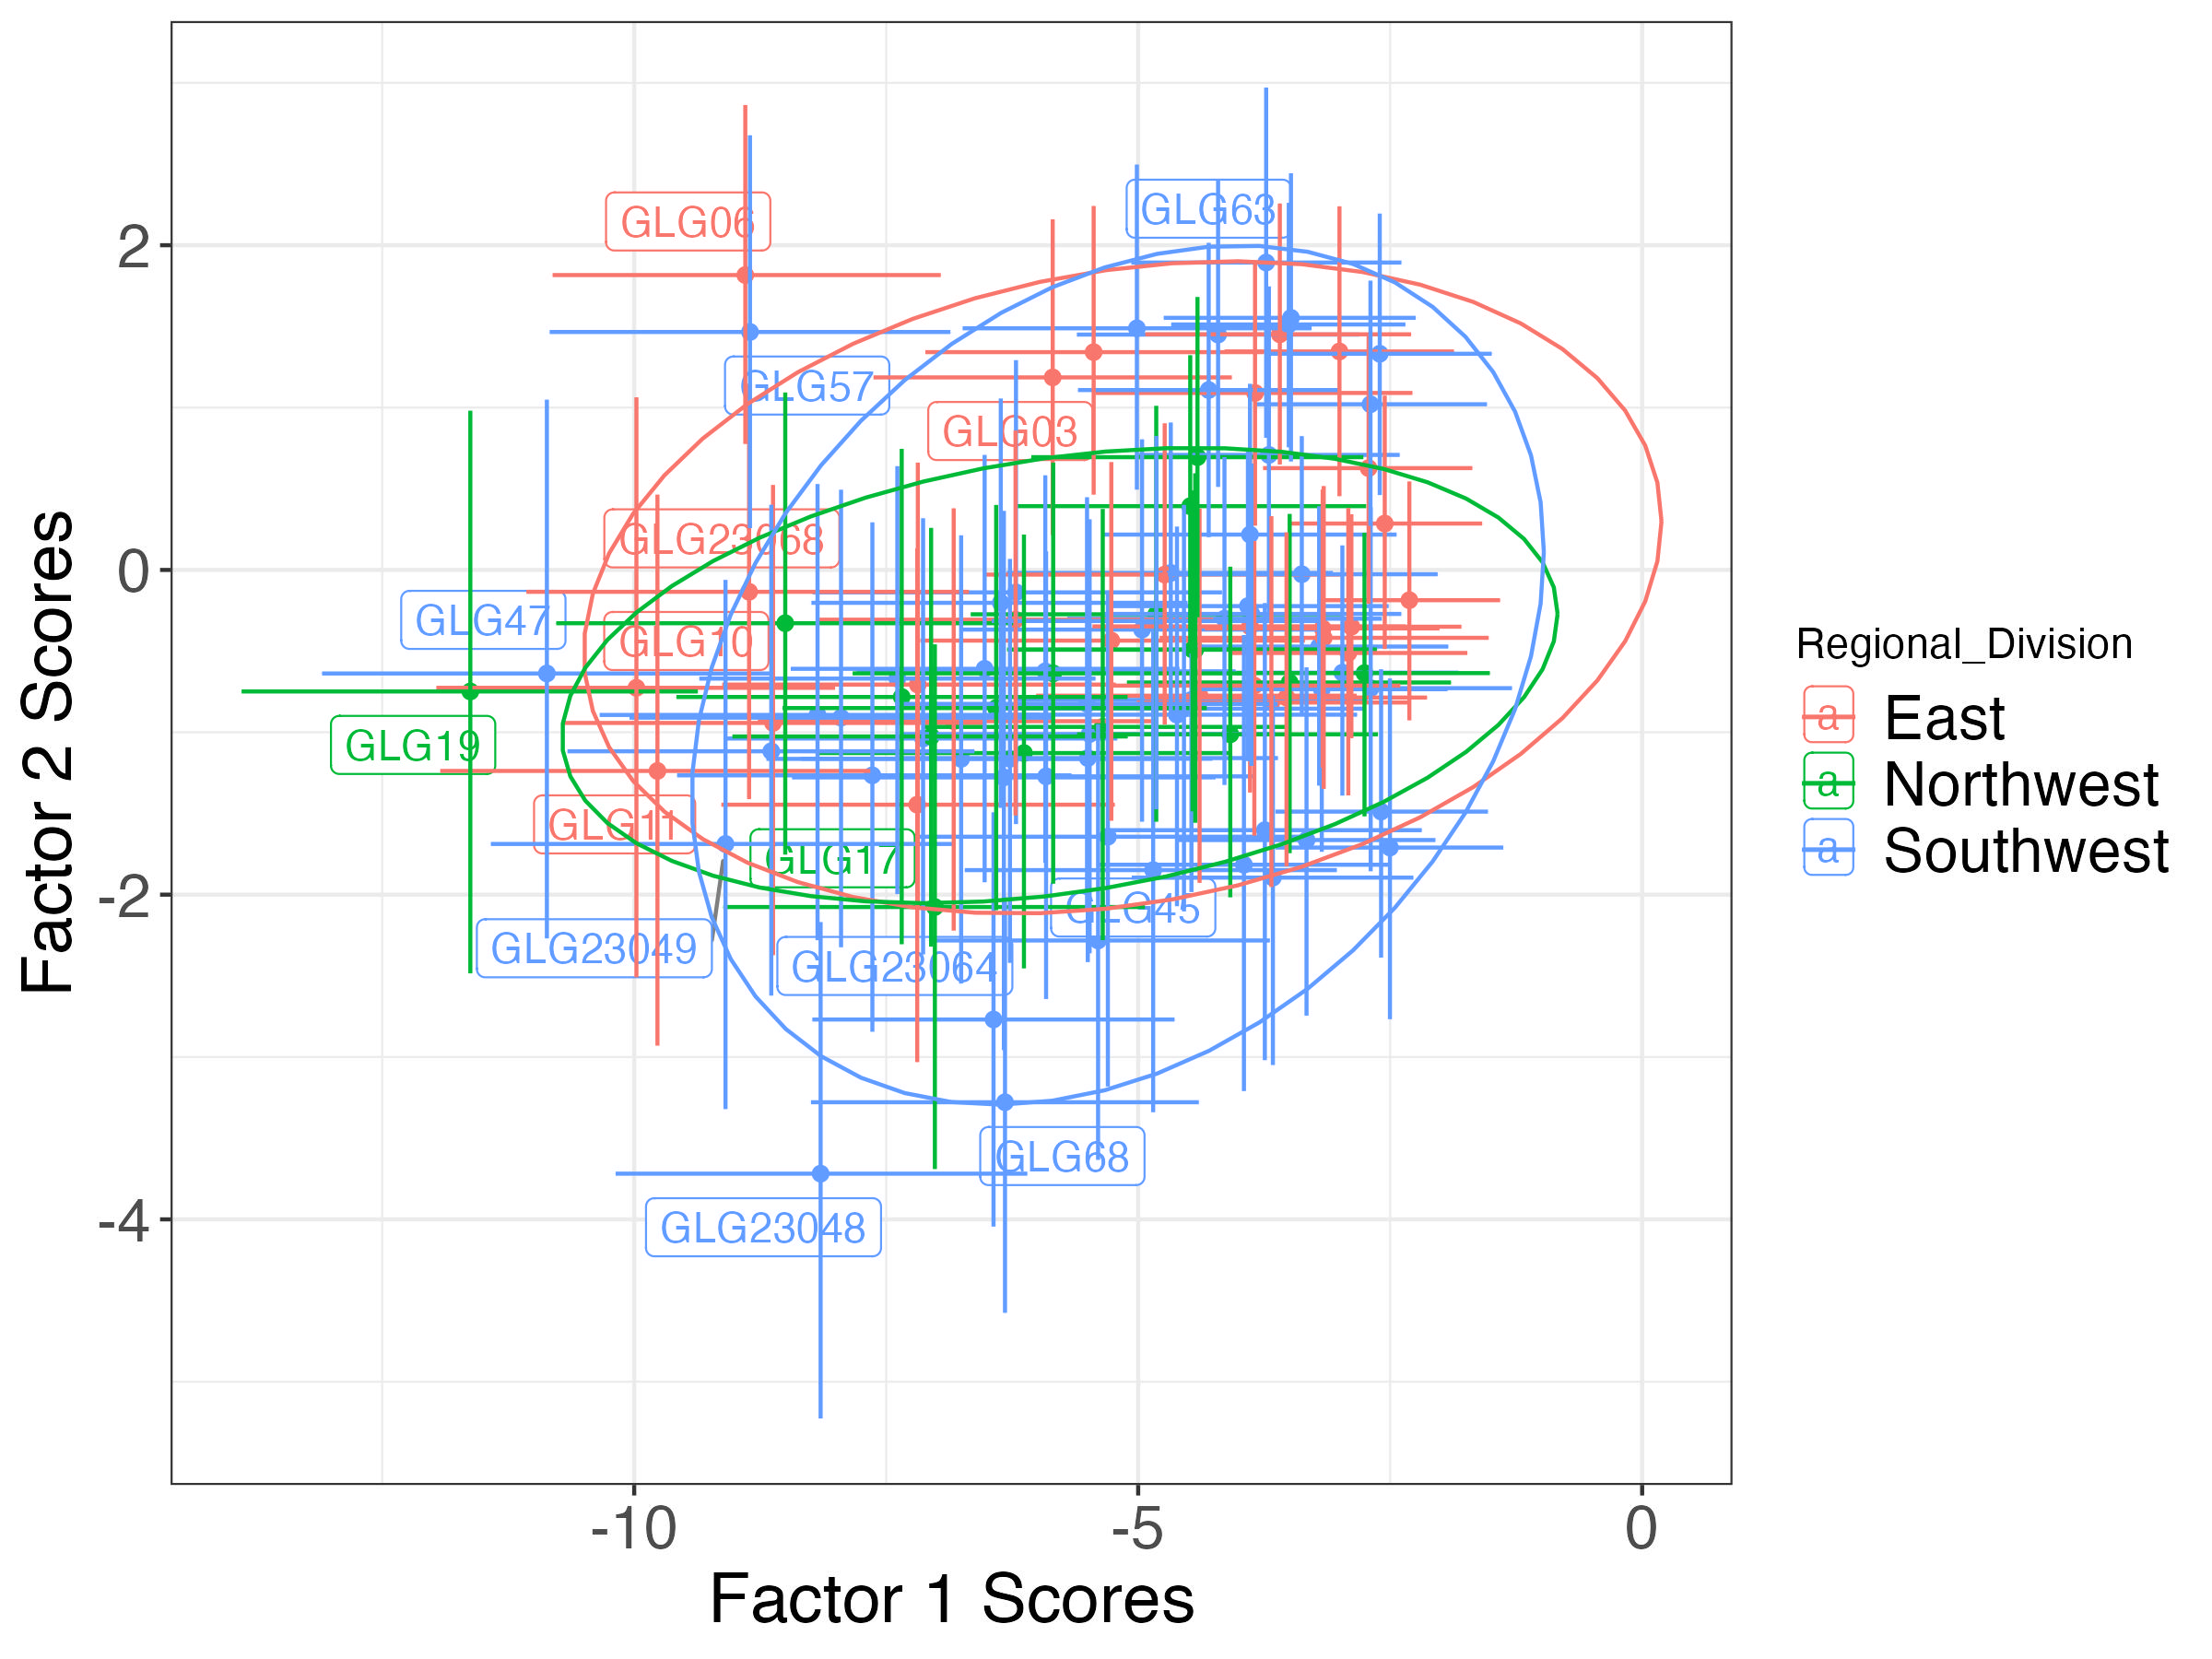 GLG63
GLG06
GLG57
GLG03
GLG23068
GLG47
GLG10
GLG19
GLG11
GLG17
GLG45
GLG23049
GLG23064
GLG68
GLG23048
2
0
-2
-4
-10
-5
0
Factor 1 Scores
Factor 2 Scores
Regional_Division
a East
a Northwest
a Southwest